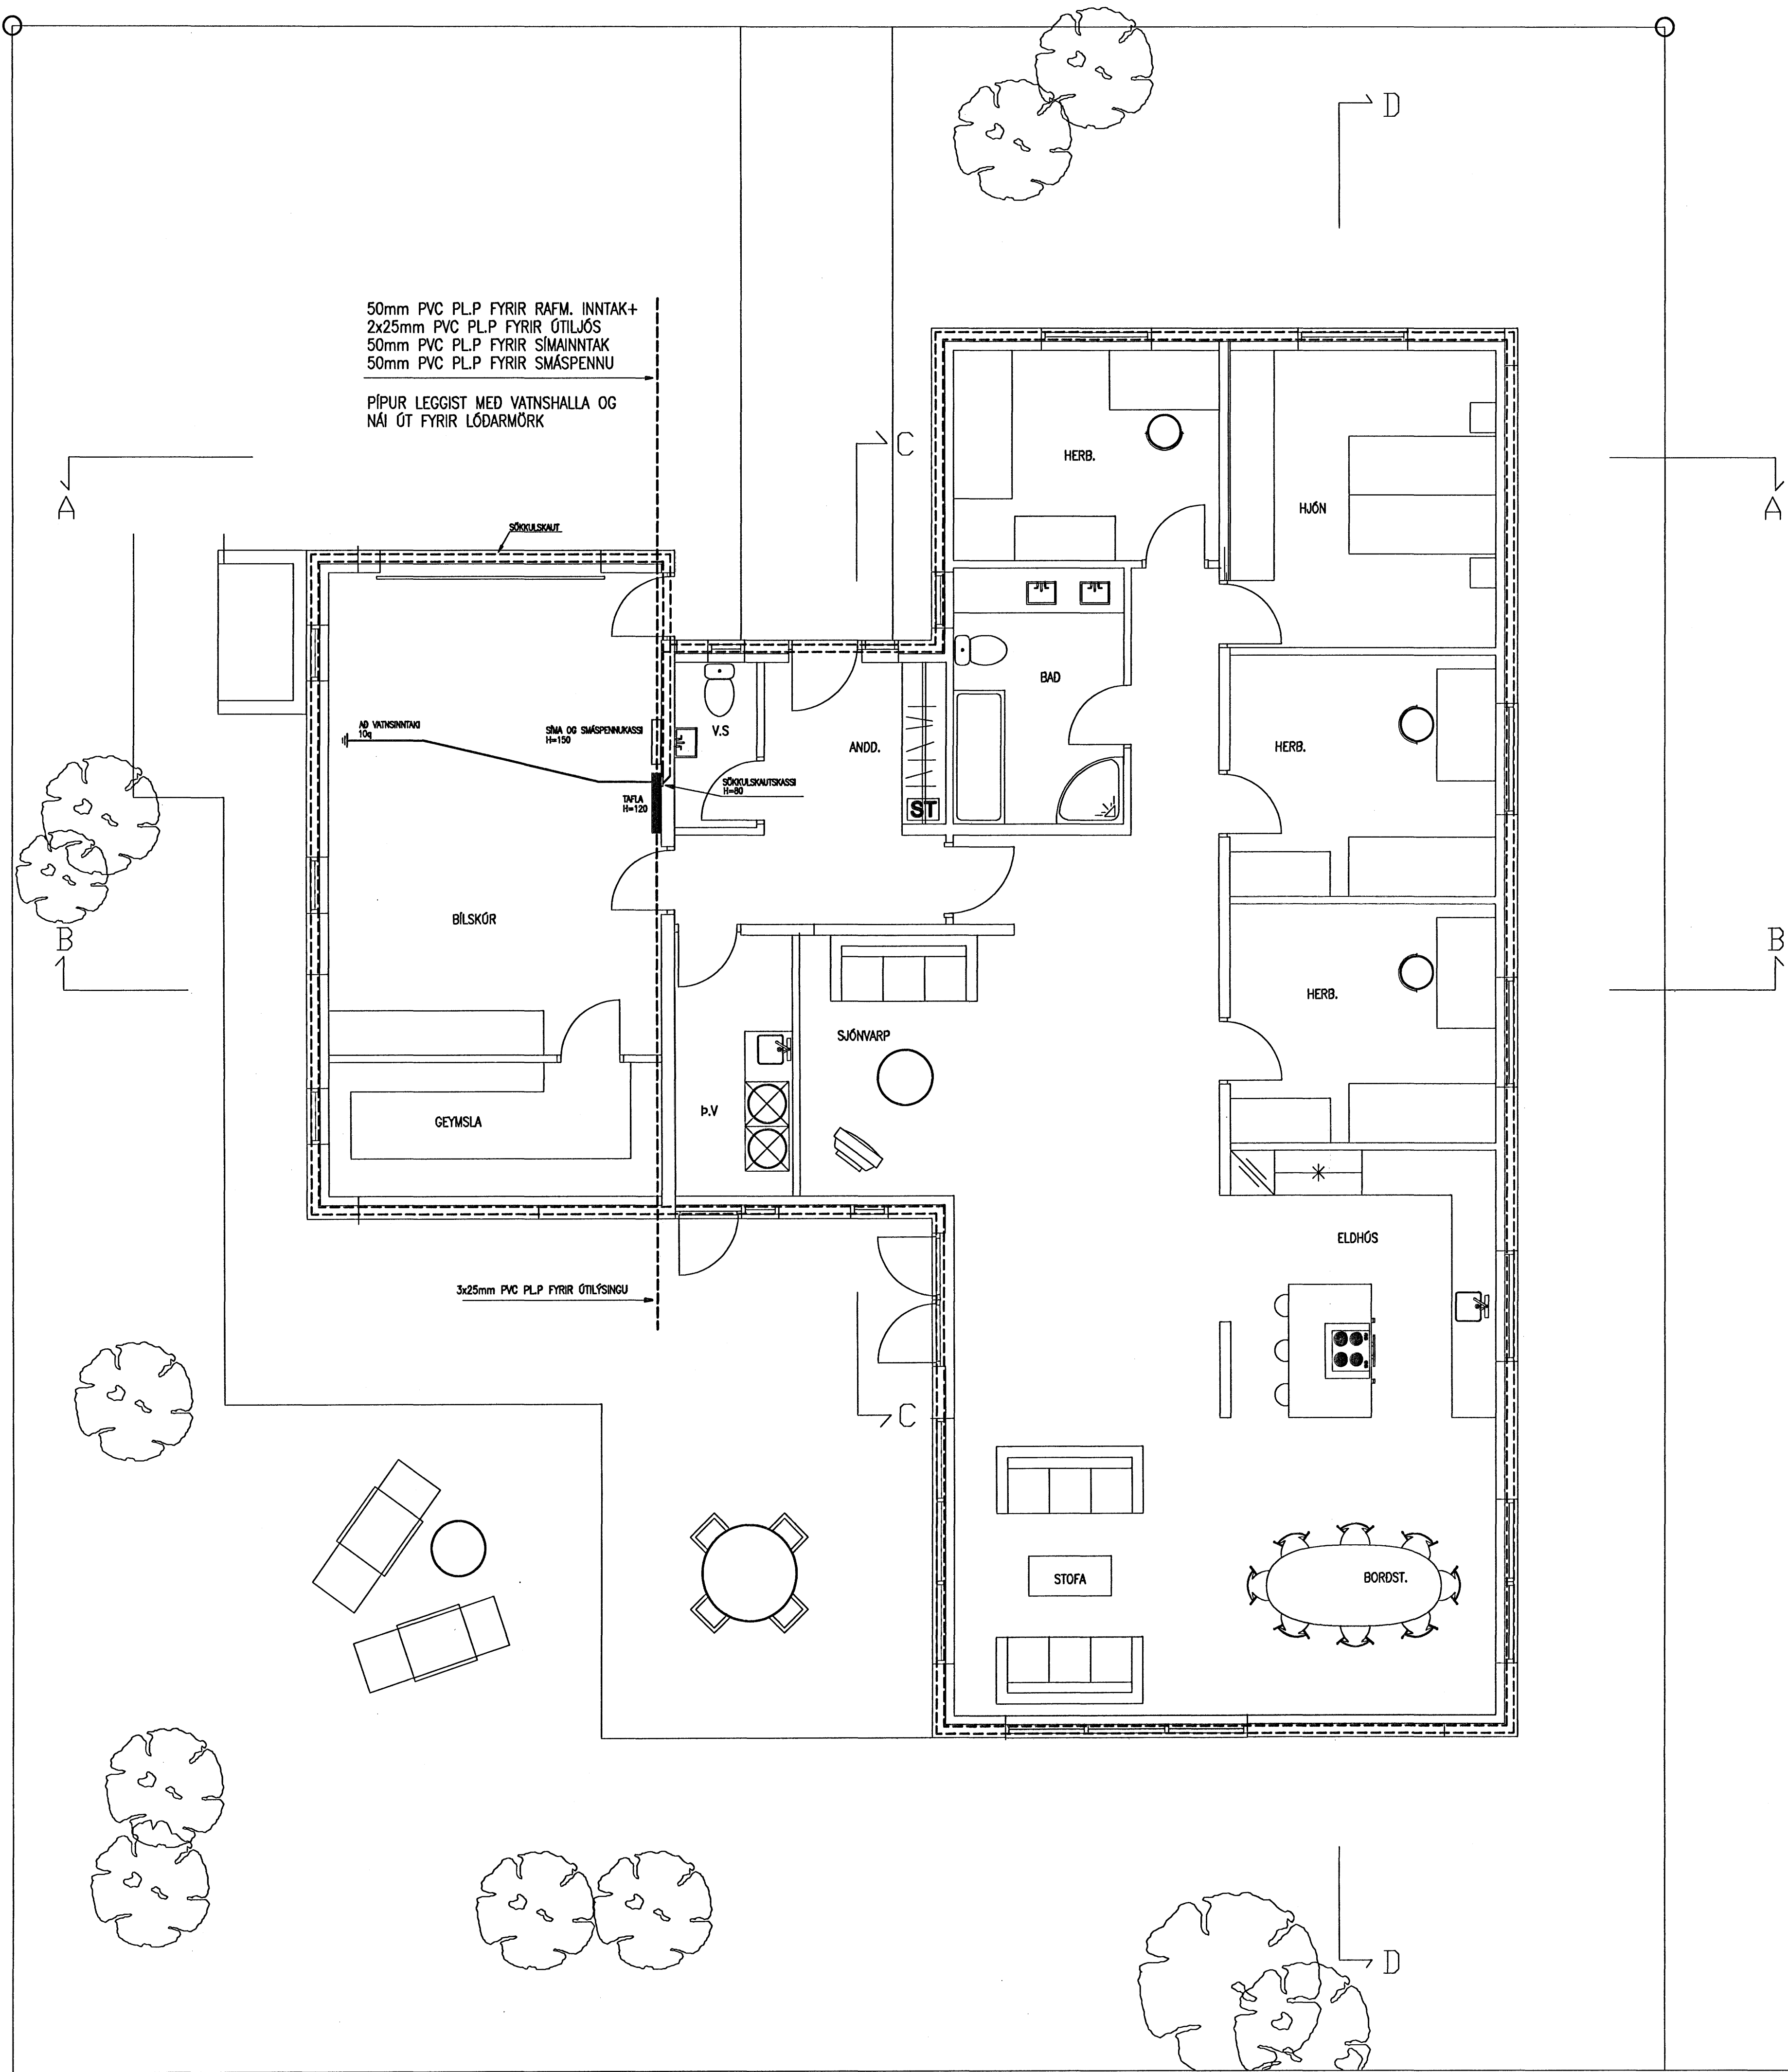 D
50mm PVC PL.P FYRIR RAFM. INNTAK+
2x25mm PVC PL.P FYRIR ÚTILJÓS
50mm PVC PL.P FYRIR SÍMAINNTAK
50mm PVC PL.P FYRIR SMÁSPENNU
PÍPUR LEGGIST MEÐ VATNSHALLA OG
NÁI ÚT FYRIR LÓÐARMÖRK
C
HERB.
HJÓN
A
A
SÖKKULSKAUT
BAÐ
AÐ VATNSINNTAKI
10q
SÍMA OG SMÁSPENNUKASSI
H=150
V.S
ANDD.
HERB.
SÖKKULSKAUTSKASSI
H=80
TAFLA
H=120
ST
BÍLSKÚR
B
B
HERB.
SJÓNVARP
Þ.V
GEYMSLA
ELDHÚS
3x25mm PVC PL.P FYRIR ÚTILÝSINGU
C
STOFA
BORÐST.
D